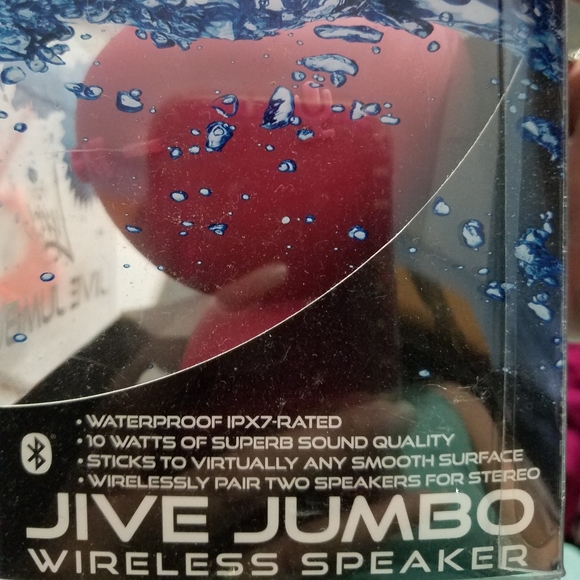 • WATERPROOF IPX7-RATED
• 10 WATTS OF SUPERB SOUND QUALITY
• STICKS TO VIRTUALLY ANY SMOOTH SURFACE
• WIRELESSLY PAIR TWO SPEAKERS FOR STEREO
JIVE JUMBO
WIRELESS SPEAKER